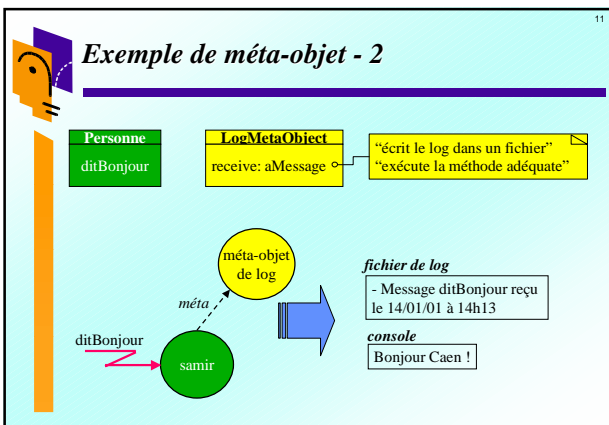 11
Exemple de méta-objet - 2
Personne
ditBonjour
LogMetaObject
receive: aMessage
“écrit le log dans un fichier”
“exécute la méthode adéquate”
méta-objet
de log
méta
ditBonjour
samir
fichier de log
- Message ditBonjour reçu
le 14/01/01 à 14h13
console
Bonjour Caen !